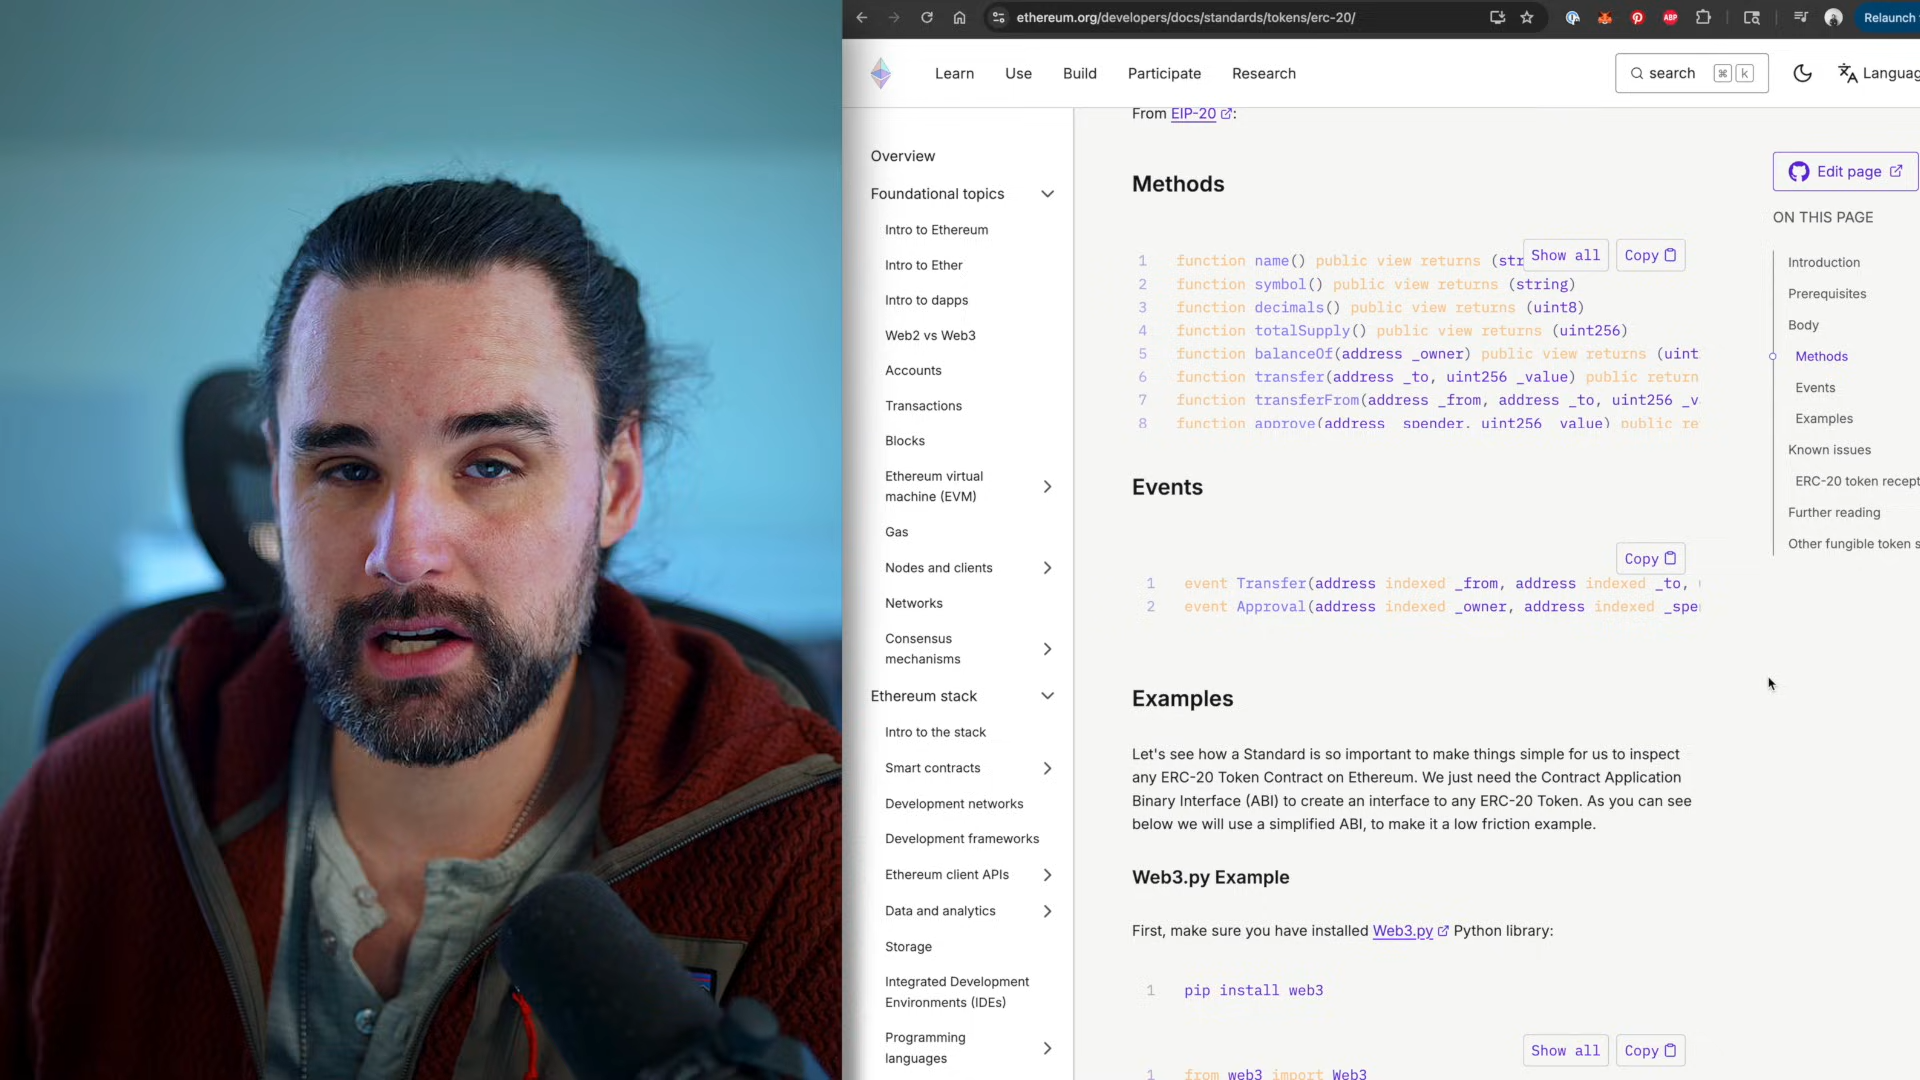 ethereum.org/developers/docs/standards/tokens/erc-20/
ABP
Relaunch
Learn
Use
Build
Participate
Research
search
⌘
k
Languag
Overview
Foundational topics
Intro to Ethereum
Intro to Ether
Intro to dapps
Web2 vs Web3
Accounts
Transactions
Blocks
Ethereum virtual
machine (EVM)
Gas
Nodes and clients
Networks
Consensus
mechanisms
Ethereum stack
Intro to the stack
Smart contracts
Development networks
Development frameworks
Ethereum client APIs
Data and analytics
Storage
Integrated Development
Environments (IDEs)
Programming
languages
From EIP-20:
Methods
Show all
Copy
1 function name() public view returns (str
2 function symbol() public view returns (string)
3 function decimals() public view returns (uint8)
4 function totalSupply() public view returns (uint256)
5 function balanceOf(address _owner) public view returns (uint
6 function transfer(address _to, uint256 _value) public return
7 function transferFrom(address _from, address _to, uint256 _v
8 function approve(address _spender, uint256 _value) public re
Events
Copy
1 event Transfer(address indexed _from, address indexed _to,
2 event Approval(address indexed _owner, address indexed _spe
Examples
Let's see how a Standard is so important to make things simple for us to inspect
any ERC-20 Token Contract on Ethereum. We just need the Contract Application
Binary Interface (ABI) to create an interface to any ERC-20 Token. As you can see
below we will use a simplified ABI, to make it a low friction example.
Web3.py Example
First, make sure you have installed Web3.py Python library:
1 pip install web3
Show all
Copy
1 from web3 import Web3
Edit page
ON THIS PAGE
Introduction
Prerequisites
Body
Methods
Events
Examples
Known issues
ERC-20 token recept
Further reading
Other fungible token s